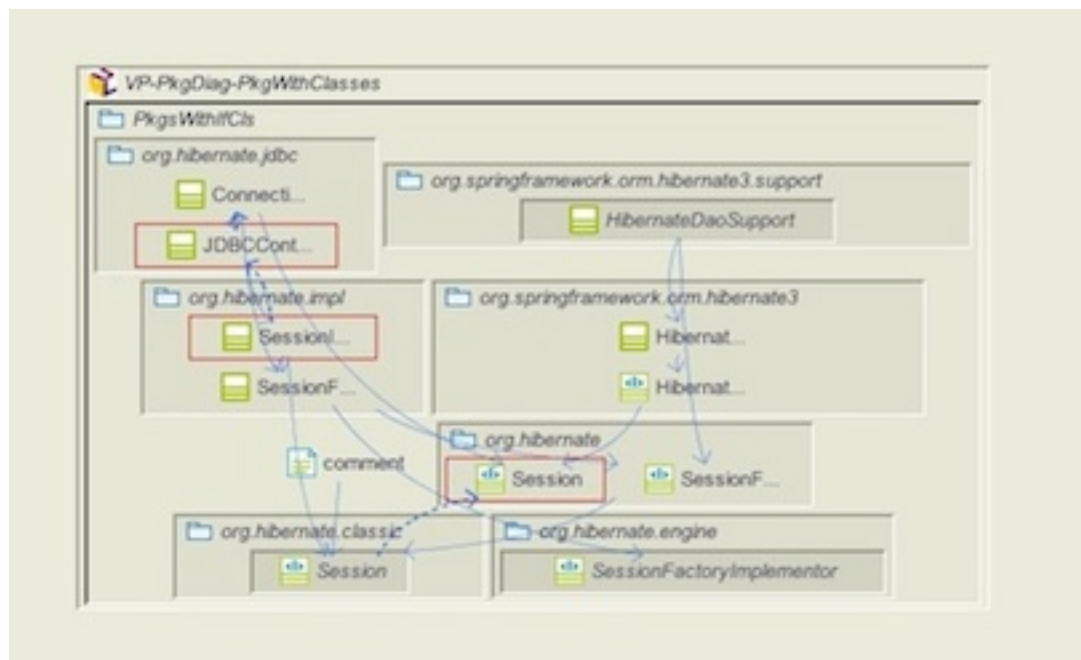 VP-PkgDiag-PkgWithClasses
PkgsWithIfCls
org.hibernate.jdbc
Connecti...
JDBCCont...
org.springframework.orm.hibernate3.support
HibernateDaoSupport
org.hibernate.impl
SessionI...
SessionF...
org.springframework.orm.hibernate3
Hibernat...
Hibernat...
comment
org.hibernate
Session
SessionF...
org.hibernate.classic
Session
org.hibernate.engine
SessionFactoryImplementor